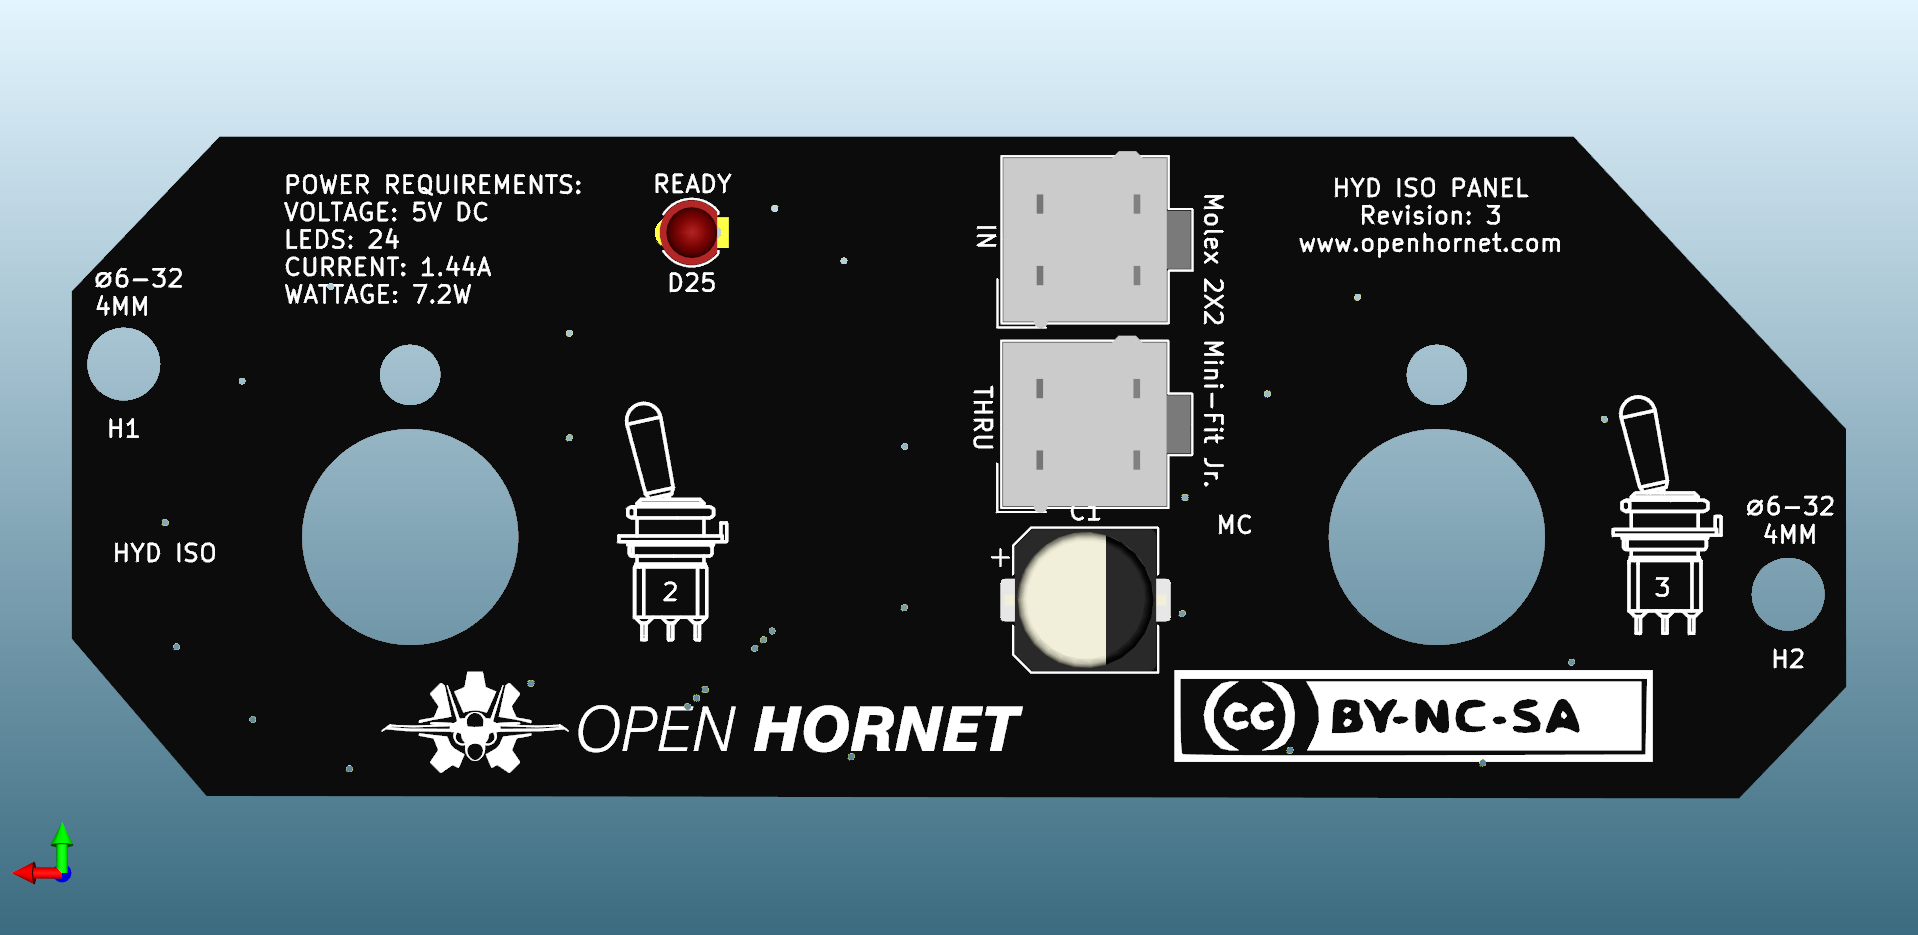 POWER REQUIREMENTS:
VOLTAGE: 5V DC
LEDS: 24
CURRENT: 1.44A
WATTAGE: 7.2W
READY
D25
IN
THRU
Molex 2X2 Mini-Fit Jr.
HYD ISO PANEL
Revision: 3
www.openhornet.com
⌀6-32
4MM
H1
HYD ISO
2
C1
+
MC
3
⌀6-32
4MM
H2
OPEN HORNET
cc BY-NC-SA